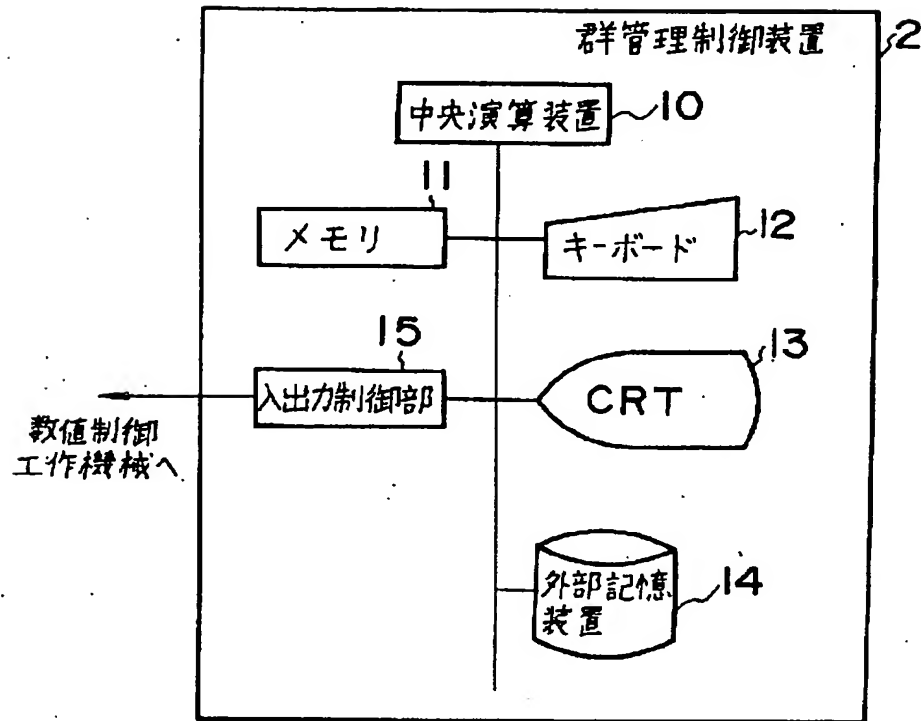 群管理制御装置
2
中央演算装置
10
11
メモリ
キーボード
12
15
入出力制御部
CRT
13
数値制御
工作機械へ
外部記憶
装置
14